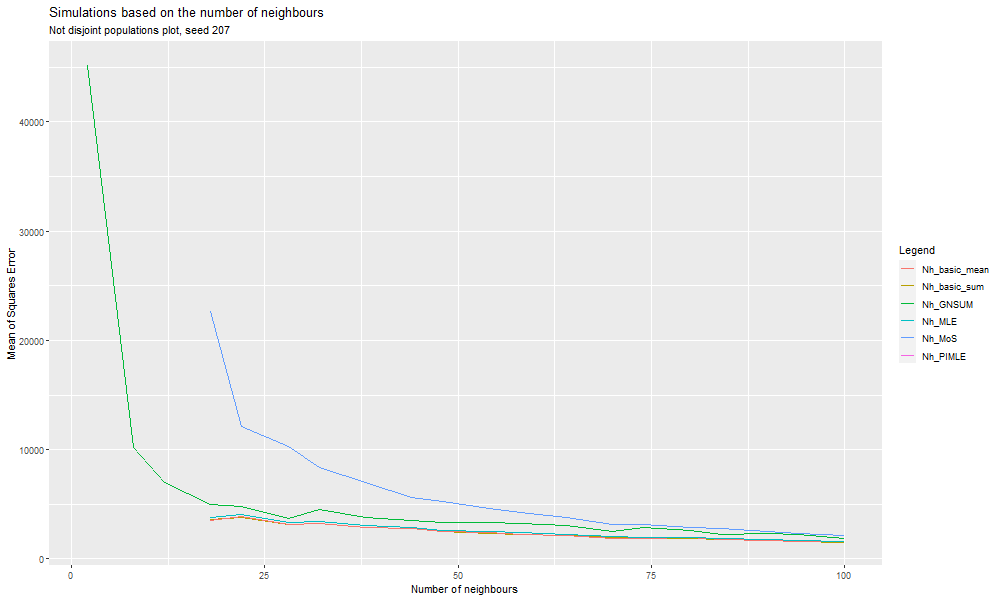 Simulations based on the number of neighbours
Not disjoint populations plot, seed 207
Mean of Squares Error
40000
30000
20000
10000
0
0
25
50
75
100
Number of neighbours
Legend
Nh_basic_mean
Nh_basic_sum
Nh_GNSUM
Nh_MLE
Nh_MoS
Nh_PIMLE